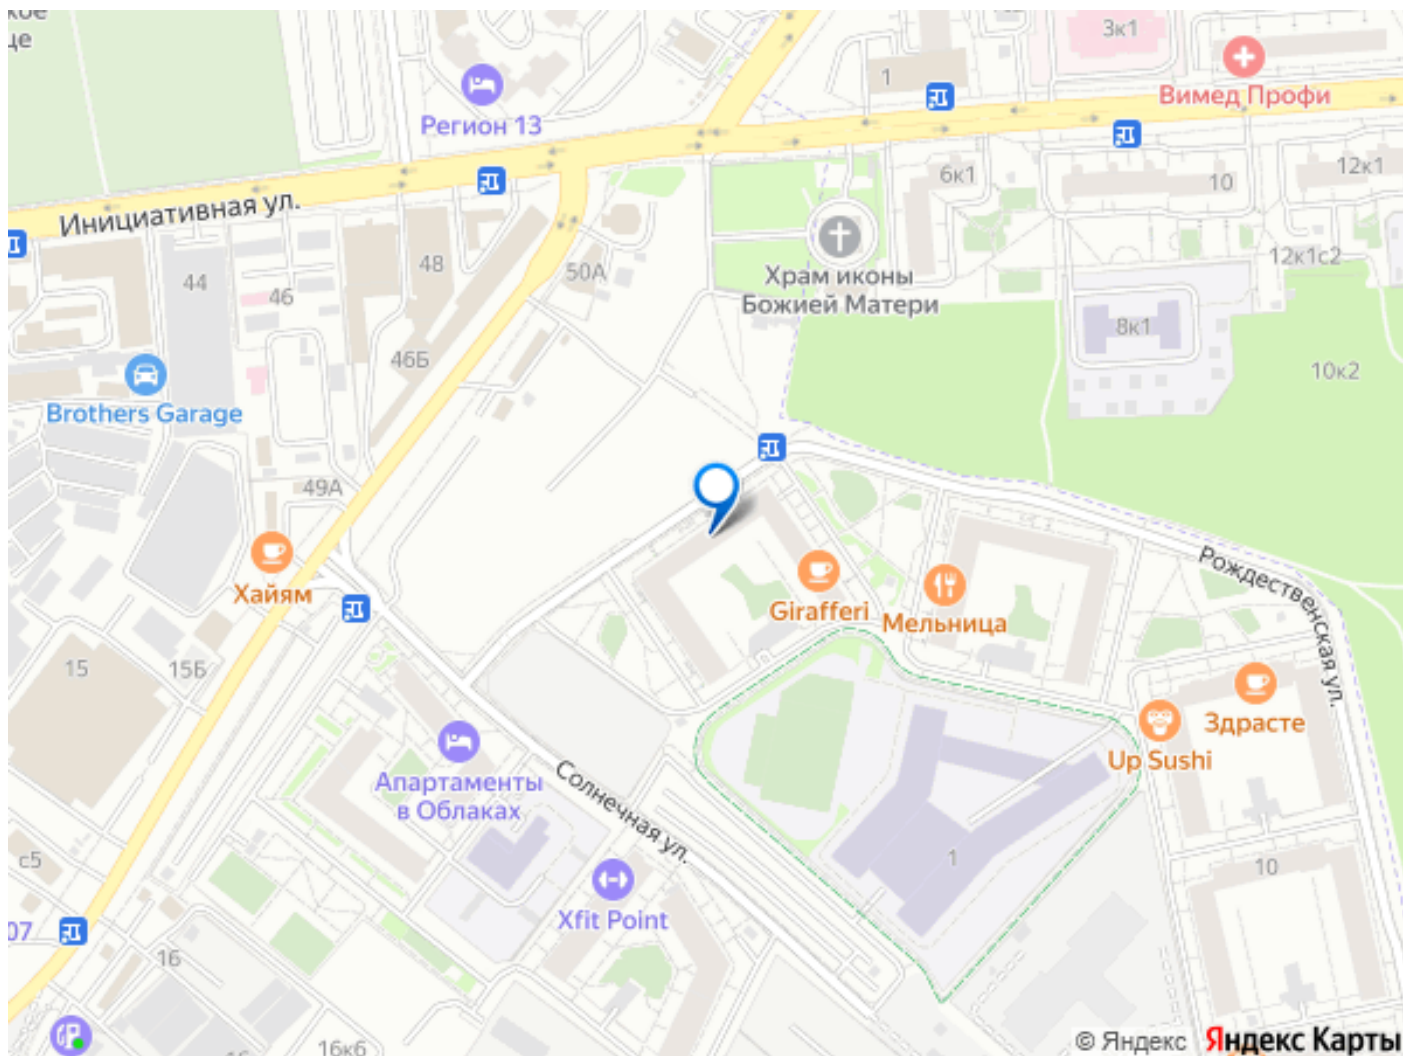 кое
це
Регион 13
3к1
1
Вимед Профи
Инициативная ул.
6к1
10
12к1
12к1с2
44
46
48
50А
Храм иконы
Божией Матери
8к1
10к2
46Б
Brothers Garage
49А
Хайям
Giraffferi
Мельница
Рождественская ул.
15
15Б
Здрасте
Up Sushi
Апартаменты
в Облаках
Солнечная ул.
1
10
с5
Xfit Point
07
16
16к6
© Яндекс Яндекс Карты